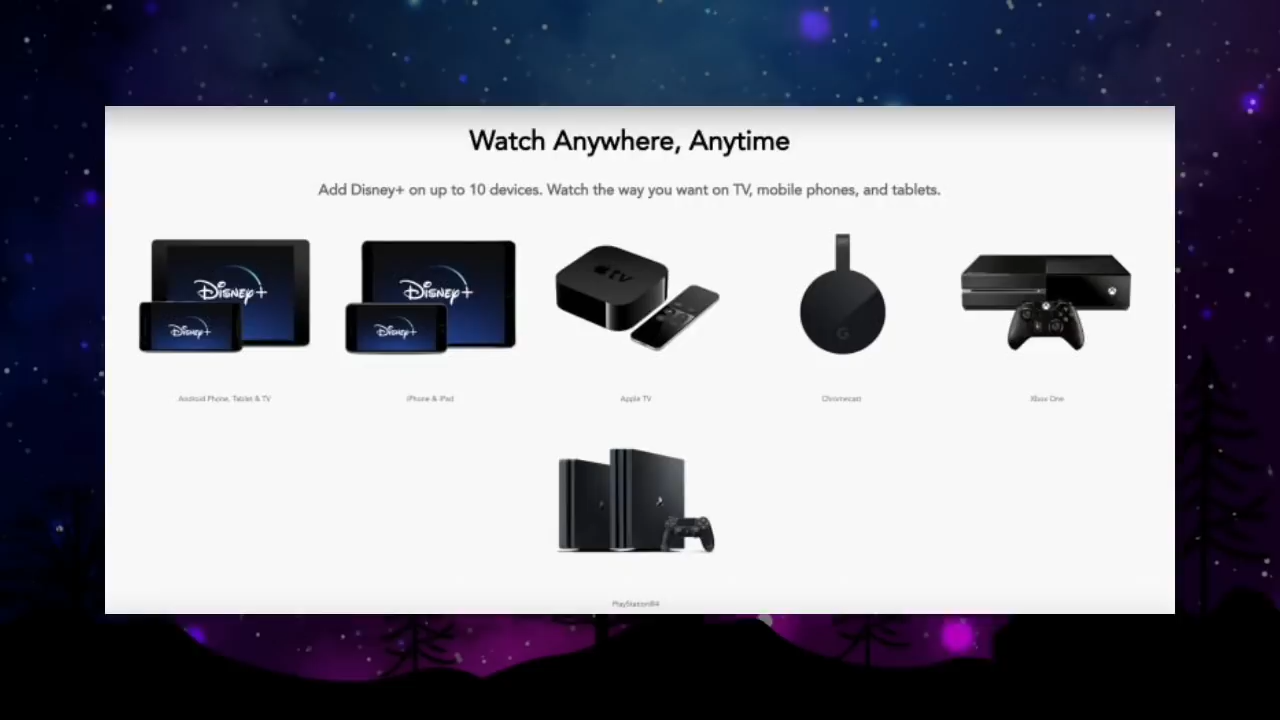 Watch Anywhere, Anytime
Add Disney+ on up to 10 devices. Watch the way you want on TV, mobile phones, and tablets.
Disney+
Disney+
Disney+
Disney+
tv
G
Android Phone, Tablet & TV
iPhone & iPad
Apple TV
Chromecast
Xbox One
PlayStation®4